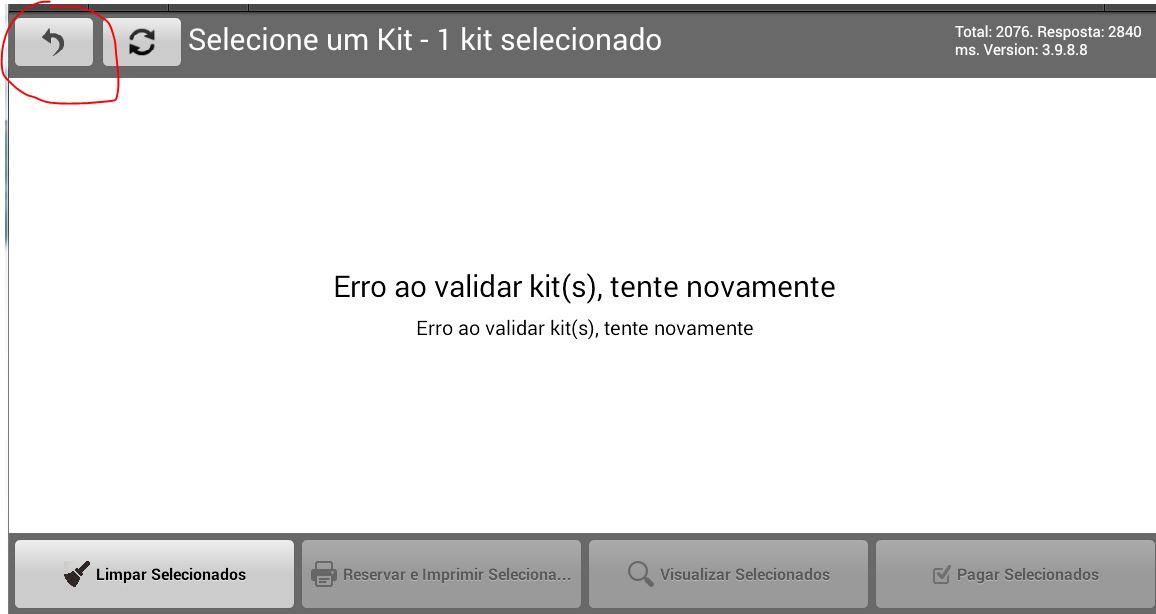 Selecione um Kit - 1 kit selecionado
Total: 2076. Resposta: 2840
ms. Version: 3.9.8.8
Erro ao validar kit(s), tente novamente
Erro ao validar kit(s), tente novamente
Limpar Selecionados
Reservar e Imprimir Seleciona...
Visualizar Selecionados
Pagar Selecionados